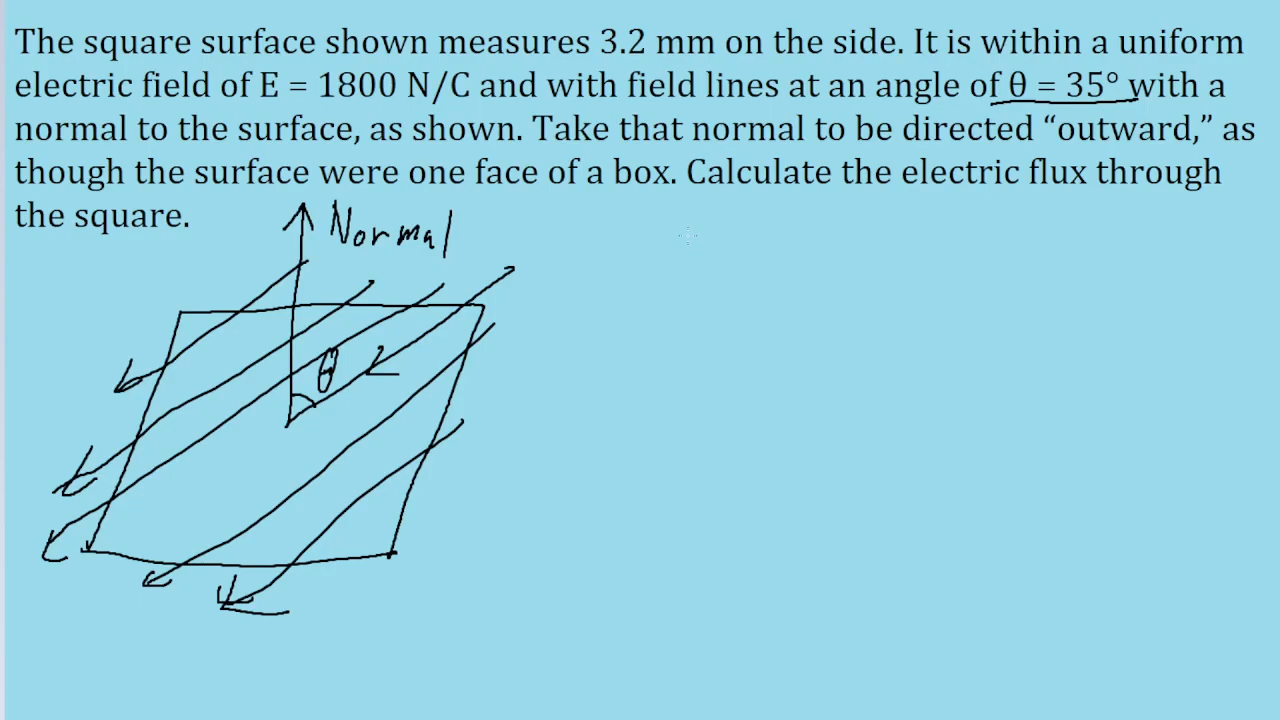 The square surface shown measures 3.2 mm on the side. It is within a uniform
electric field of E = 1800 N/C and with field lines at an angle of θ = 35° with a
normal to the surface, as shown. Take that normal to be directed “outward,” as
though the surface were one face of a box. Calculate the electric flux through
the square.
Normal
θ